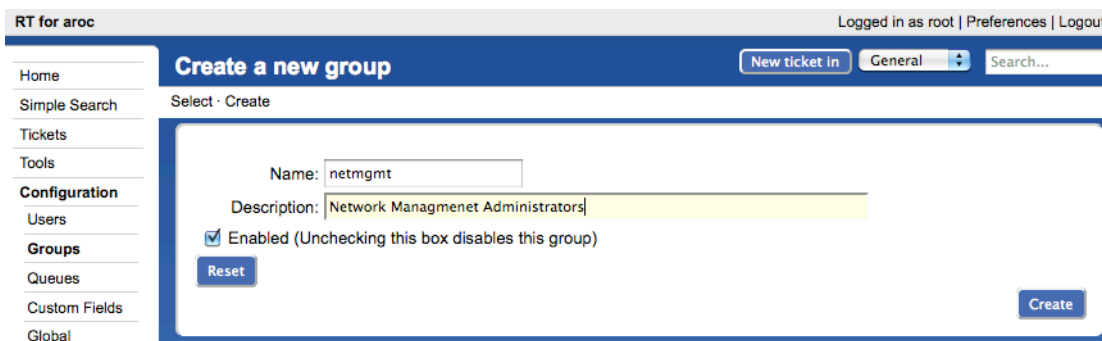 RT for aroc Logged in as root | Preferences | Logout
Home
Simple Search
Tickets
Tools
Configuration
Users
Groups
Queues
Custom Fields
Global
Create a new group New ticket in General Search...
Select · Create
Name: netmgmt
Description: Network Managmenet Administrators
Enabled (Unchecking this box disables this group)
Reset
Create